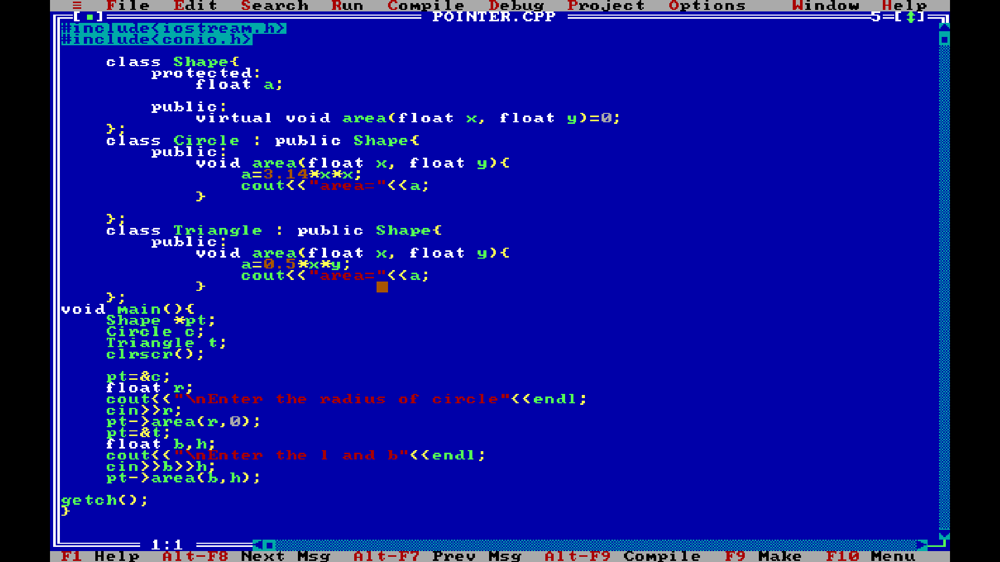 ≡ File Edit Search Run Compile Debug Project Options Window Help
[■] POINTER.CPP 5=[↕]
#include<iostream.h>
#include<conio.h>
class Shape{
protected:
float a;
public:
virtual void area(float x, float y)=0;
};
class Circle : public Shape{
public:
void area(float x, float y){
a=3.14*x*x;
cout<<"area="<<a;
}
};
class Triangle : public Shape{
public:
void area(float x, float y){
a=0.5*x*y;
cout<<"area="<<a;
}
};
void main(){
Shape *pt;
Circle c;
Triangle t;
clrscr();
pt=&c;
float r;
cout<<"\nEnter the radius of circle"<<endl;
cin>>r;
pt->area(r,0);
pt=&t;
float b,h;
cout<<"\nEnter the l and b"<<endl;
cin>>b>>h;
pt->area(b,h);
getch();
}
1:1
F1 Help Alt-F8 Next Msg Alt-F7 Prev Msg Alt-F9 Compile F9 Make F10 Menu